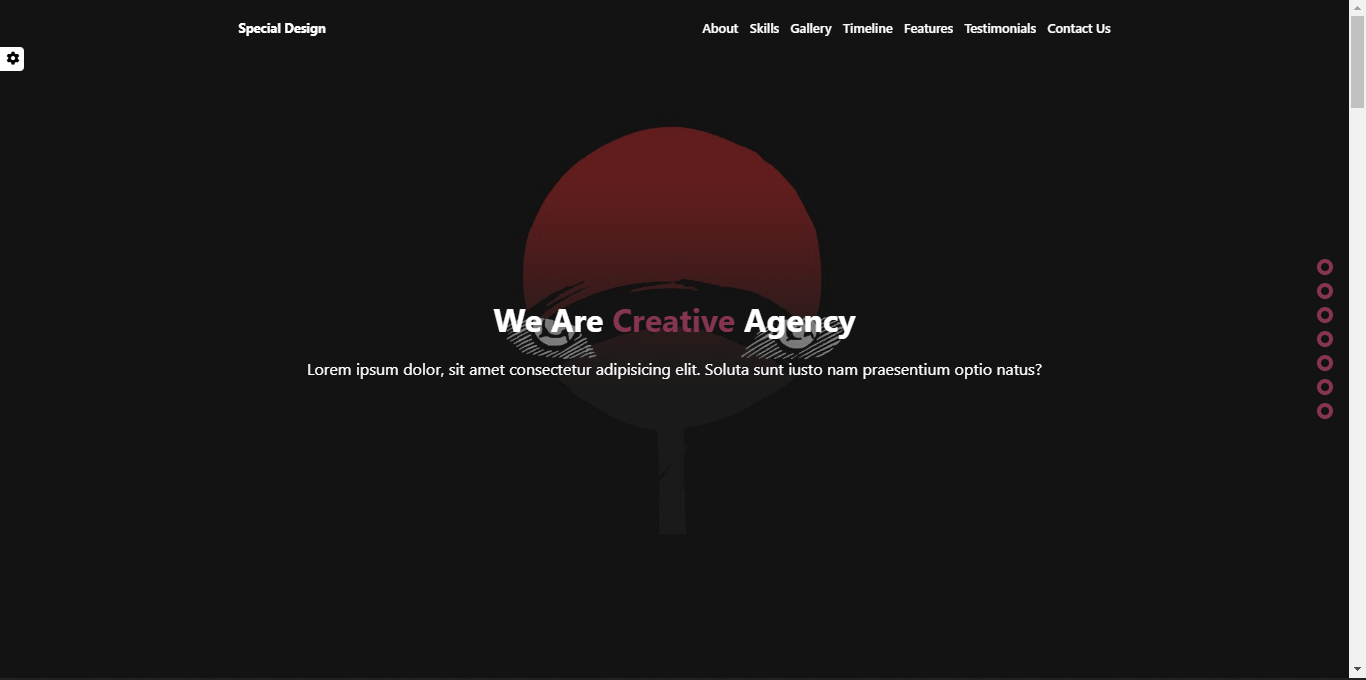 Special Design
About Skills Gallery Timeline Features Testimonials Contact Us
We Are Creative Agency
Lorem ipsum dolor, sit amet consectetur adipisicing elit. Soluta sunt iusto nam praesentium optio natus?